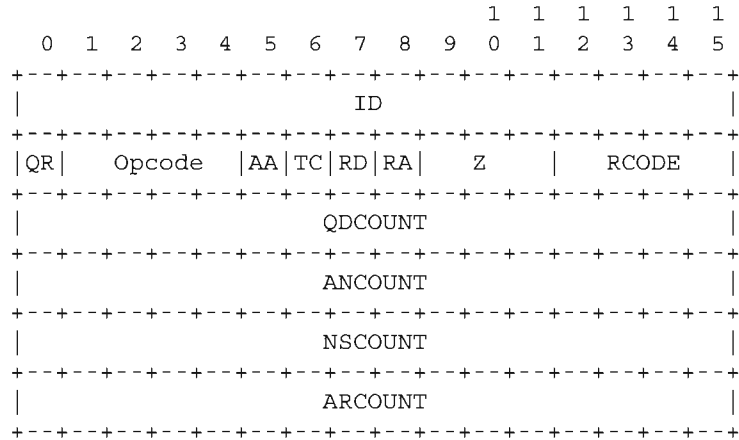 1  1  1  1  1  1
  0  1  2  3  4  5  6  7  8  9  0  1  2  3  4  5
+--+--+--+--+--+--+--+--+--+--+--+--+--+--+--+--+
|                      ID                       |
+--+--+--+--+--+--+--+--+--+--+--+--+--+--+--+--+
|QR|   Opcode  |AA|TC|RD|RA|   Z    |   RCODE   |
+--+--+--+--+--+--+--+--+--+--+--+--+--+--+--+--+
|                    QDCOUNT                    |
+--+--+--+--+--+--+--+--+--+--+--+--+--+--+--+--+
|                    ANCOUNT                    |
+--+--+--+--+--+--+--+--+--+--+--+--+--+--+--+--+
|                    NSCOUNT                    |
+--+--+--+--+--+--+--+--+--+--+--+--+--+--+--+--+
|                    ARCOUNT                    |
+--+--+--+--+--+--+--+--+--+--+--+--+--+--+--+--+